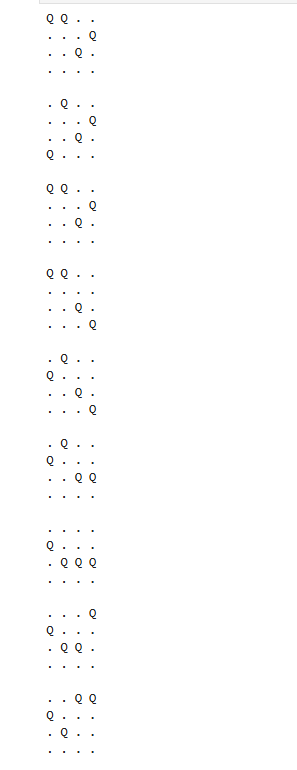 Q Q . .
. . . Q
. . Q .
. . . .

. Q . .
. . . Q
. . Q .
Q . . .

Q Q . .
. . . Q
. . Q .
. . . .

Q Q . .
. . . .
. . Q .
. . . Q

. Q . .
Q . . .
. . Q .
. . . Q

. Q . .
Q . . .
. . Q Q
. . . .

. . . .
Q . . .
. Q Q Q
. . . .

. . . Q
Q . . .
. Q Q .
. . . .

. . Q Q
Q . . .
. Q . .
. . . .